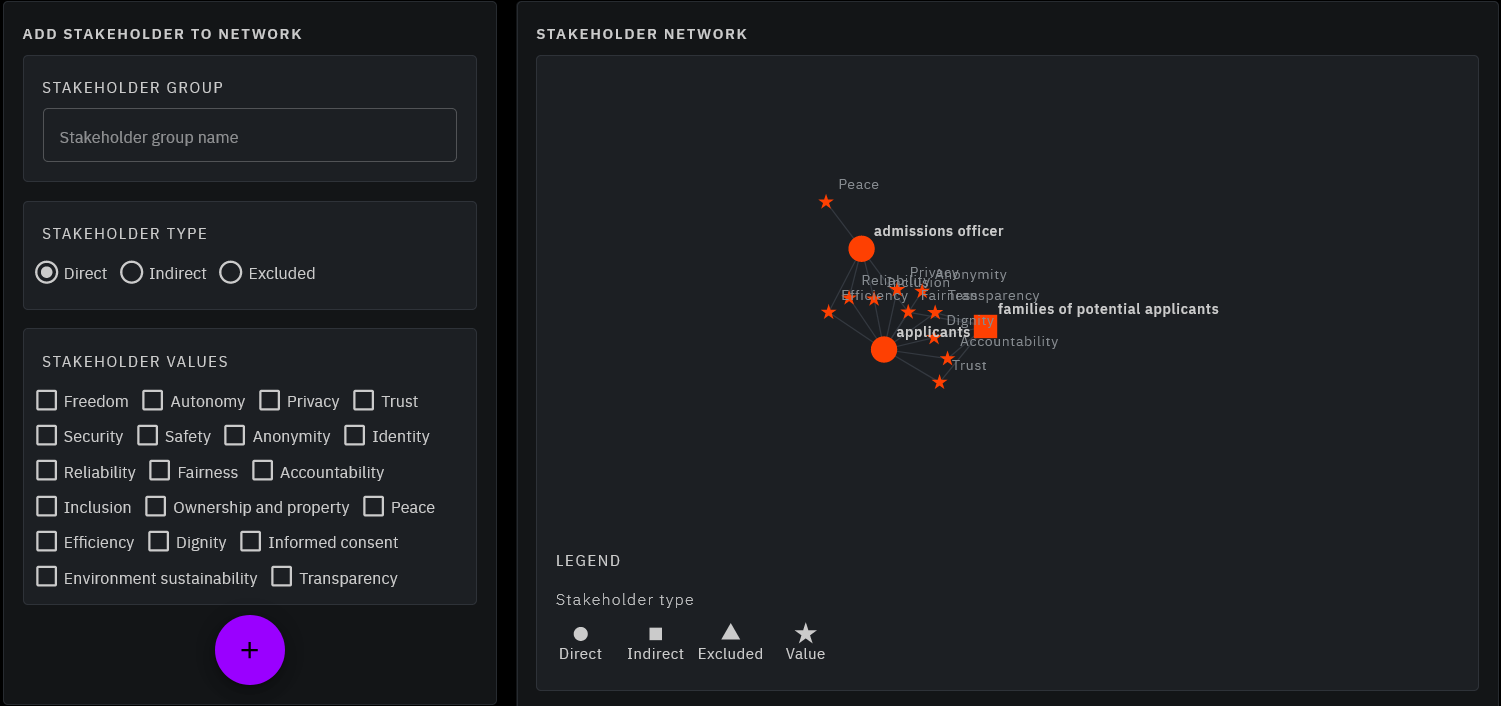 ADD STAKEHOLDER TO NETWORK
STAKEHOLDER GROUP
Stakeholder group name
STAKEHOLDER TYPE
Direct Indirect Excluded
STAKEHOLDER VALUES
Freedom Autonomy Privacy Trust
Security Safety Anonymity Identity
Reliability Fairness Accountability
Inclusion Ownership and property Peace
Efficiency Dignity Informed consent
Environment sustainability Transparency
+
STAKEHOLDER NETWORK
Peace
admissions officer
Privacy Anonymity
Reliability Inclusion
Efficiency Fairness Transparency
families of potential applicants
Dignity
applicants
Accountability
Trust
LEGEND
Stakeholder type
Direct Indirect Excluded Value